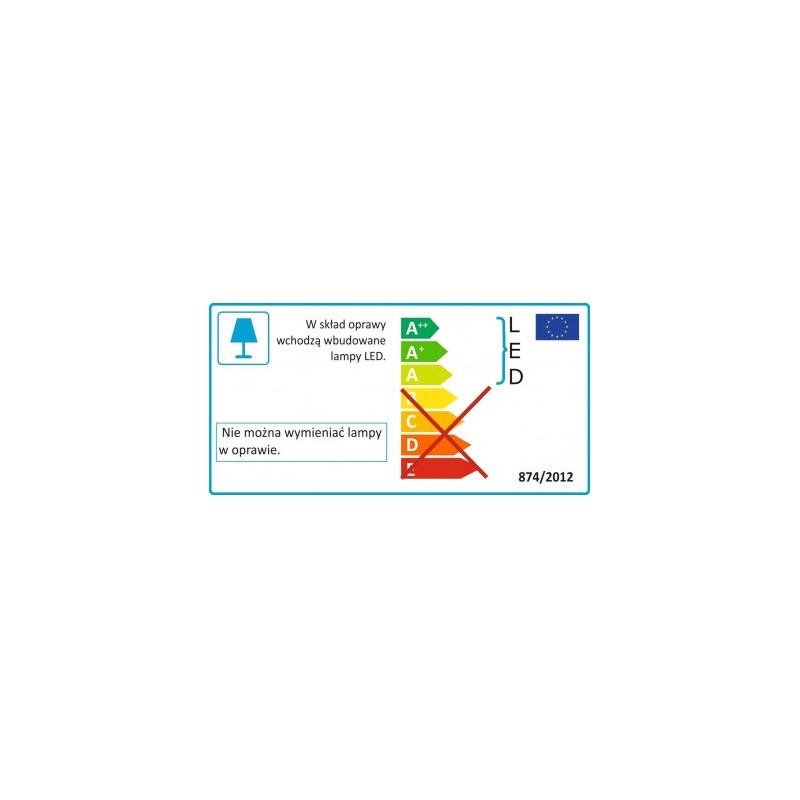 W skład oprawy
wchodzą wbudowane
lampy LED.
Nie można wymieniać lampy
w oprawie.
A++
A+
A
B
C
D
E
L
E
D
874/2012